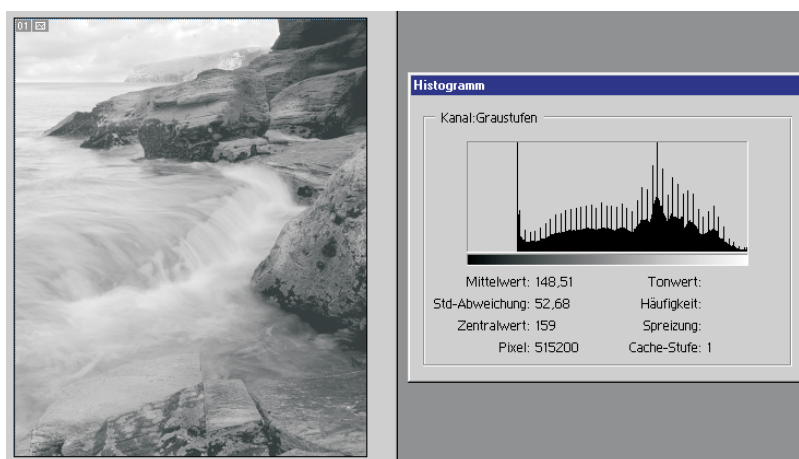 01
Histogramm
Kanal:Graustufen
Mittelwert: 148,51
Tonwert:
Std-Abweichung: 52,68
Häufigkeit:
Zentralwert: 159
Spreizung:
Pixel: 515200
Cache-Stufe: 1